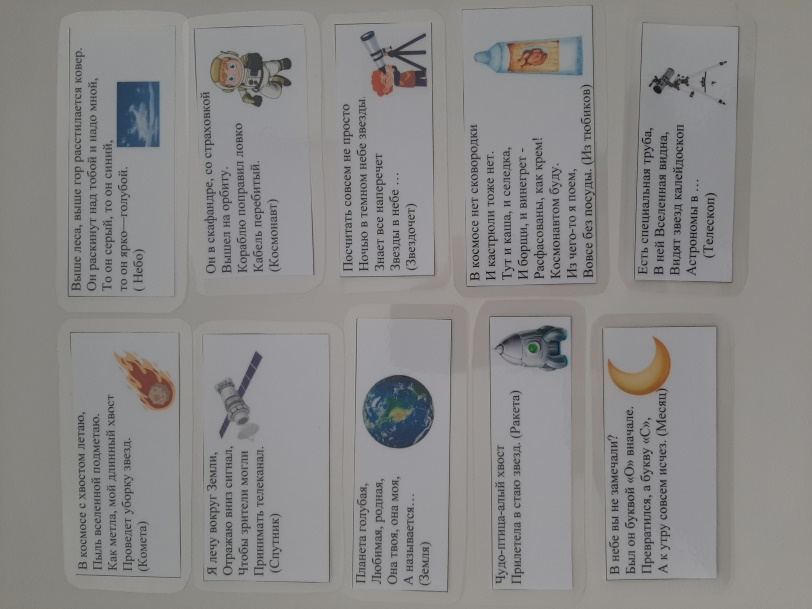 Выше леса, выше гор расстилается ковер.
Он раскинут над тобой и надо мной,
То он серый, то он синий,
то он ярко—голубой.
( Небо)
Он в скафандре, со страховкой
Вышел на орбиту.
Кораблю поправил ловко
Кабель перебитый.
(Космонавт)
Посчитать совсем не просто
Ночью в темном небе звезды.
Знает все наперечет
Звезды в небе …
(Звездочет)
В космосе нет сковородки
И кастрюли тоже нет.
Тут и каша, и селедка,
И борщи, и винегрет -
Расфасованы, как крем!
Космонавтом буду.
Из чего-то я поем,
Вовсе без посуды. (Из тюбиков)
Есть специальная труба,
В ней Вселенная видна,
Видят звезд калейдоскоп
Астрономы в …
(Телескоп)
В космосе с хвостом летаю,
Пыль вселенной подметаю.
Как метла, мой длинный хвост
Проведет уборку звезд.
(Комета)
Я лечу вокруг Земли,
Отражаю вниз сигнал,
Чтобы зрители могли
Принимать телеканал.
(Спутник)
Планета голубая,
Любимая, родная,
Она твоя, она моя,
А называется…
(Земля)
Чудо-птица-алый хвост
Прилетела в стаю звезд. (Ракета)
В небе вы не замечали?
Был он буквой «О» вначале.
Превратился, а букву «С»,
А к утру совсем исчез. (Месяц)